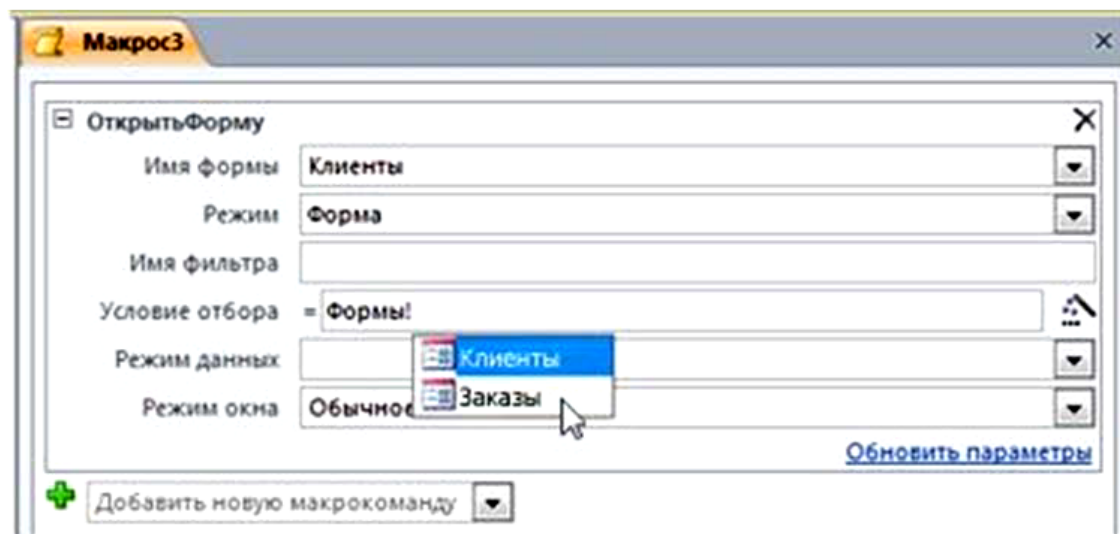 Макрос3
ОткрытьФорму
Имя формы Клиенты
Режим Форма
Имя фильтра
Условие отбора = Формы!
Режим данных Клиенты
Заказы
Режим окна Обычное
Обновить параметры
Добавить новую макрокоманду